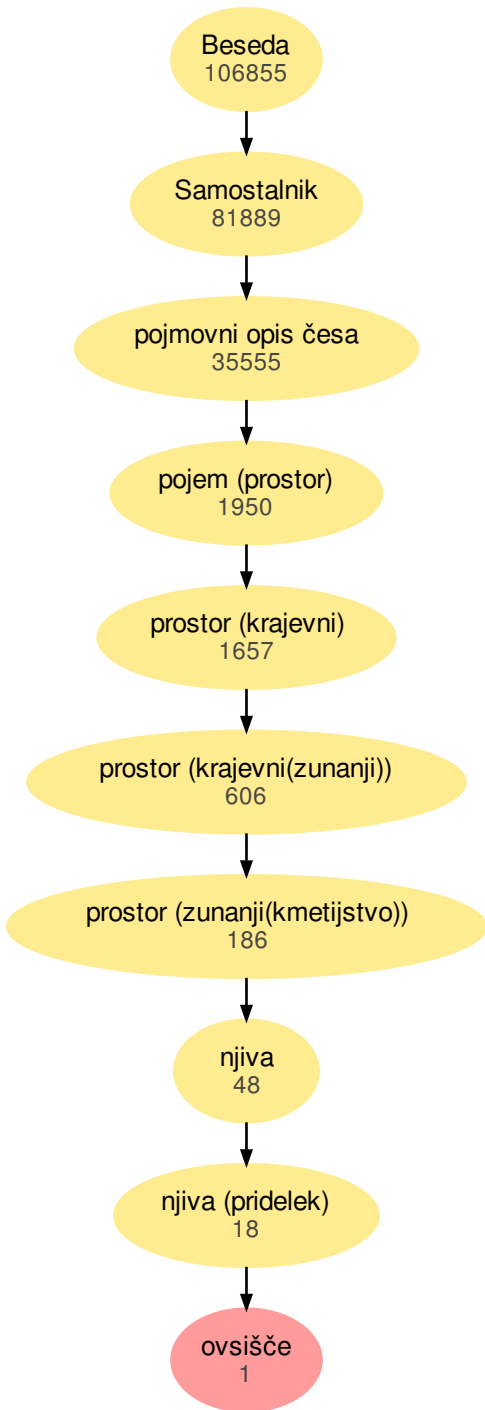 Beseda
106855
Samostalnik
81889
pojmovni opis česa
35555
pojem (prostor)
1950
prostor (krajevni)
1657
prostor (krajevni(zunanji))
606
prostor (zunanji(kmetijstvo))
186
njiva
48
njiva (pridelek)
18
ovsišče
1